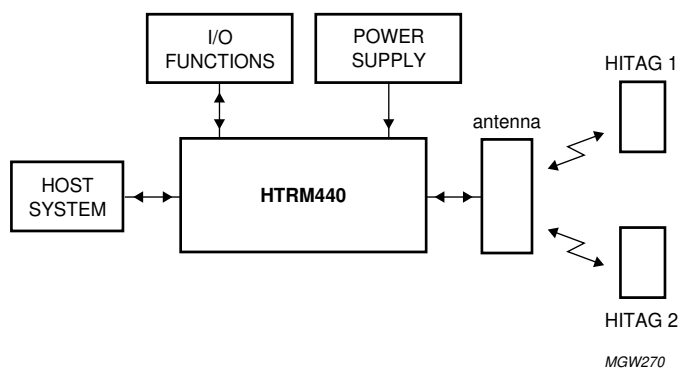 I/O
FUNCTIONS
POWER
SUPPLY
HITAG 1
antenna
HOST
SYSTEM
HTRM440
HITAG 2
MGW270